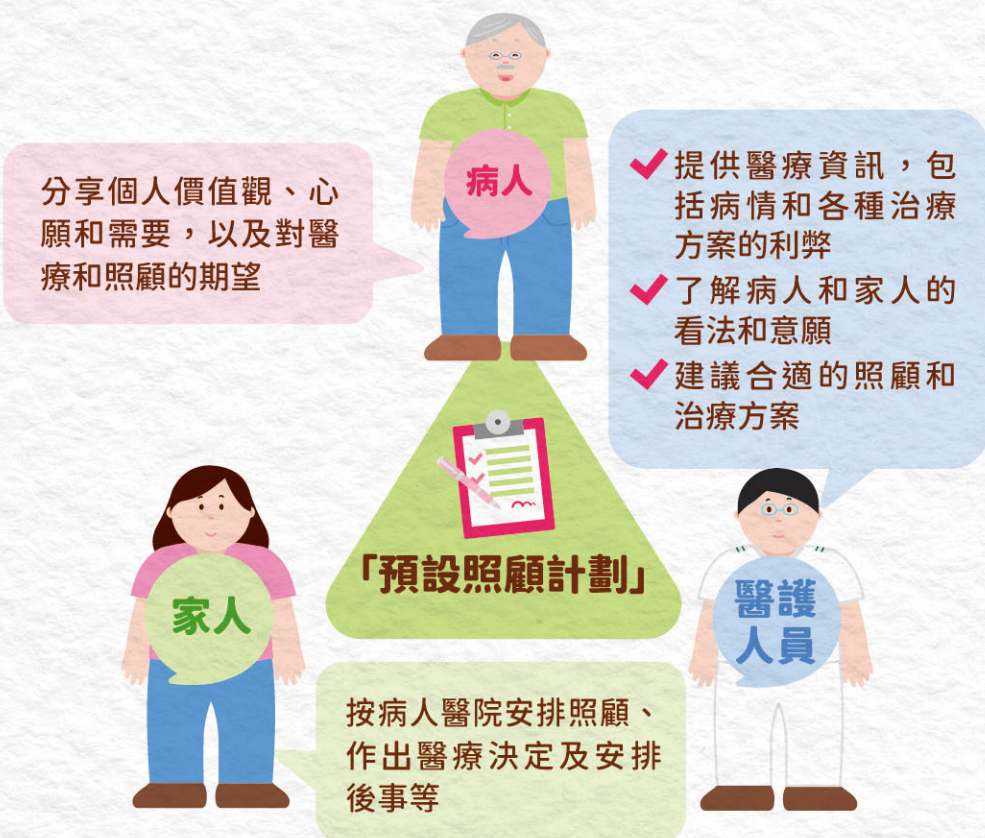 病人
分享個人價值觀、心
願和需要，以及對醫
療和照顧的期望
✔提供醫療資訊，包
括病情和各種治療
方案的利弊
✔了解病人和家人的
看法和意願
✔建議合適的照顧和
治療方案
「預設照顧計劃」
家人
醫護
人員
按病人醫院安排照顧、
作出醫療決定及安排
後事等